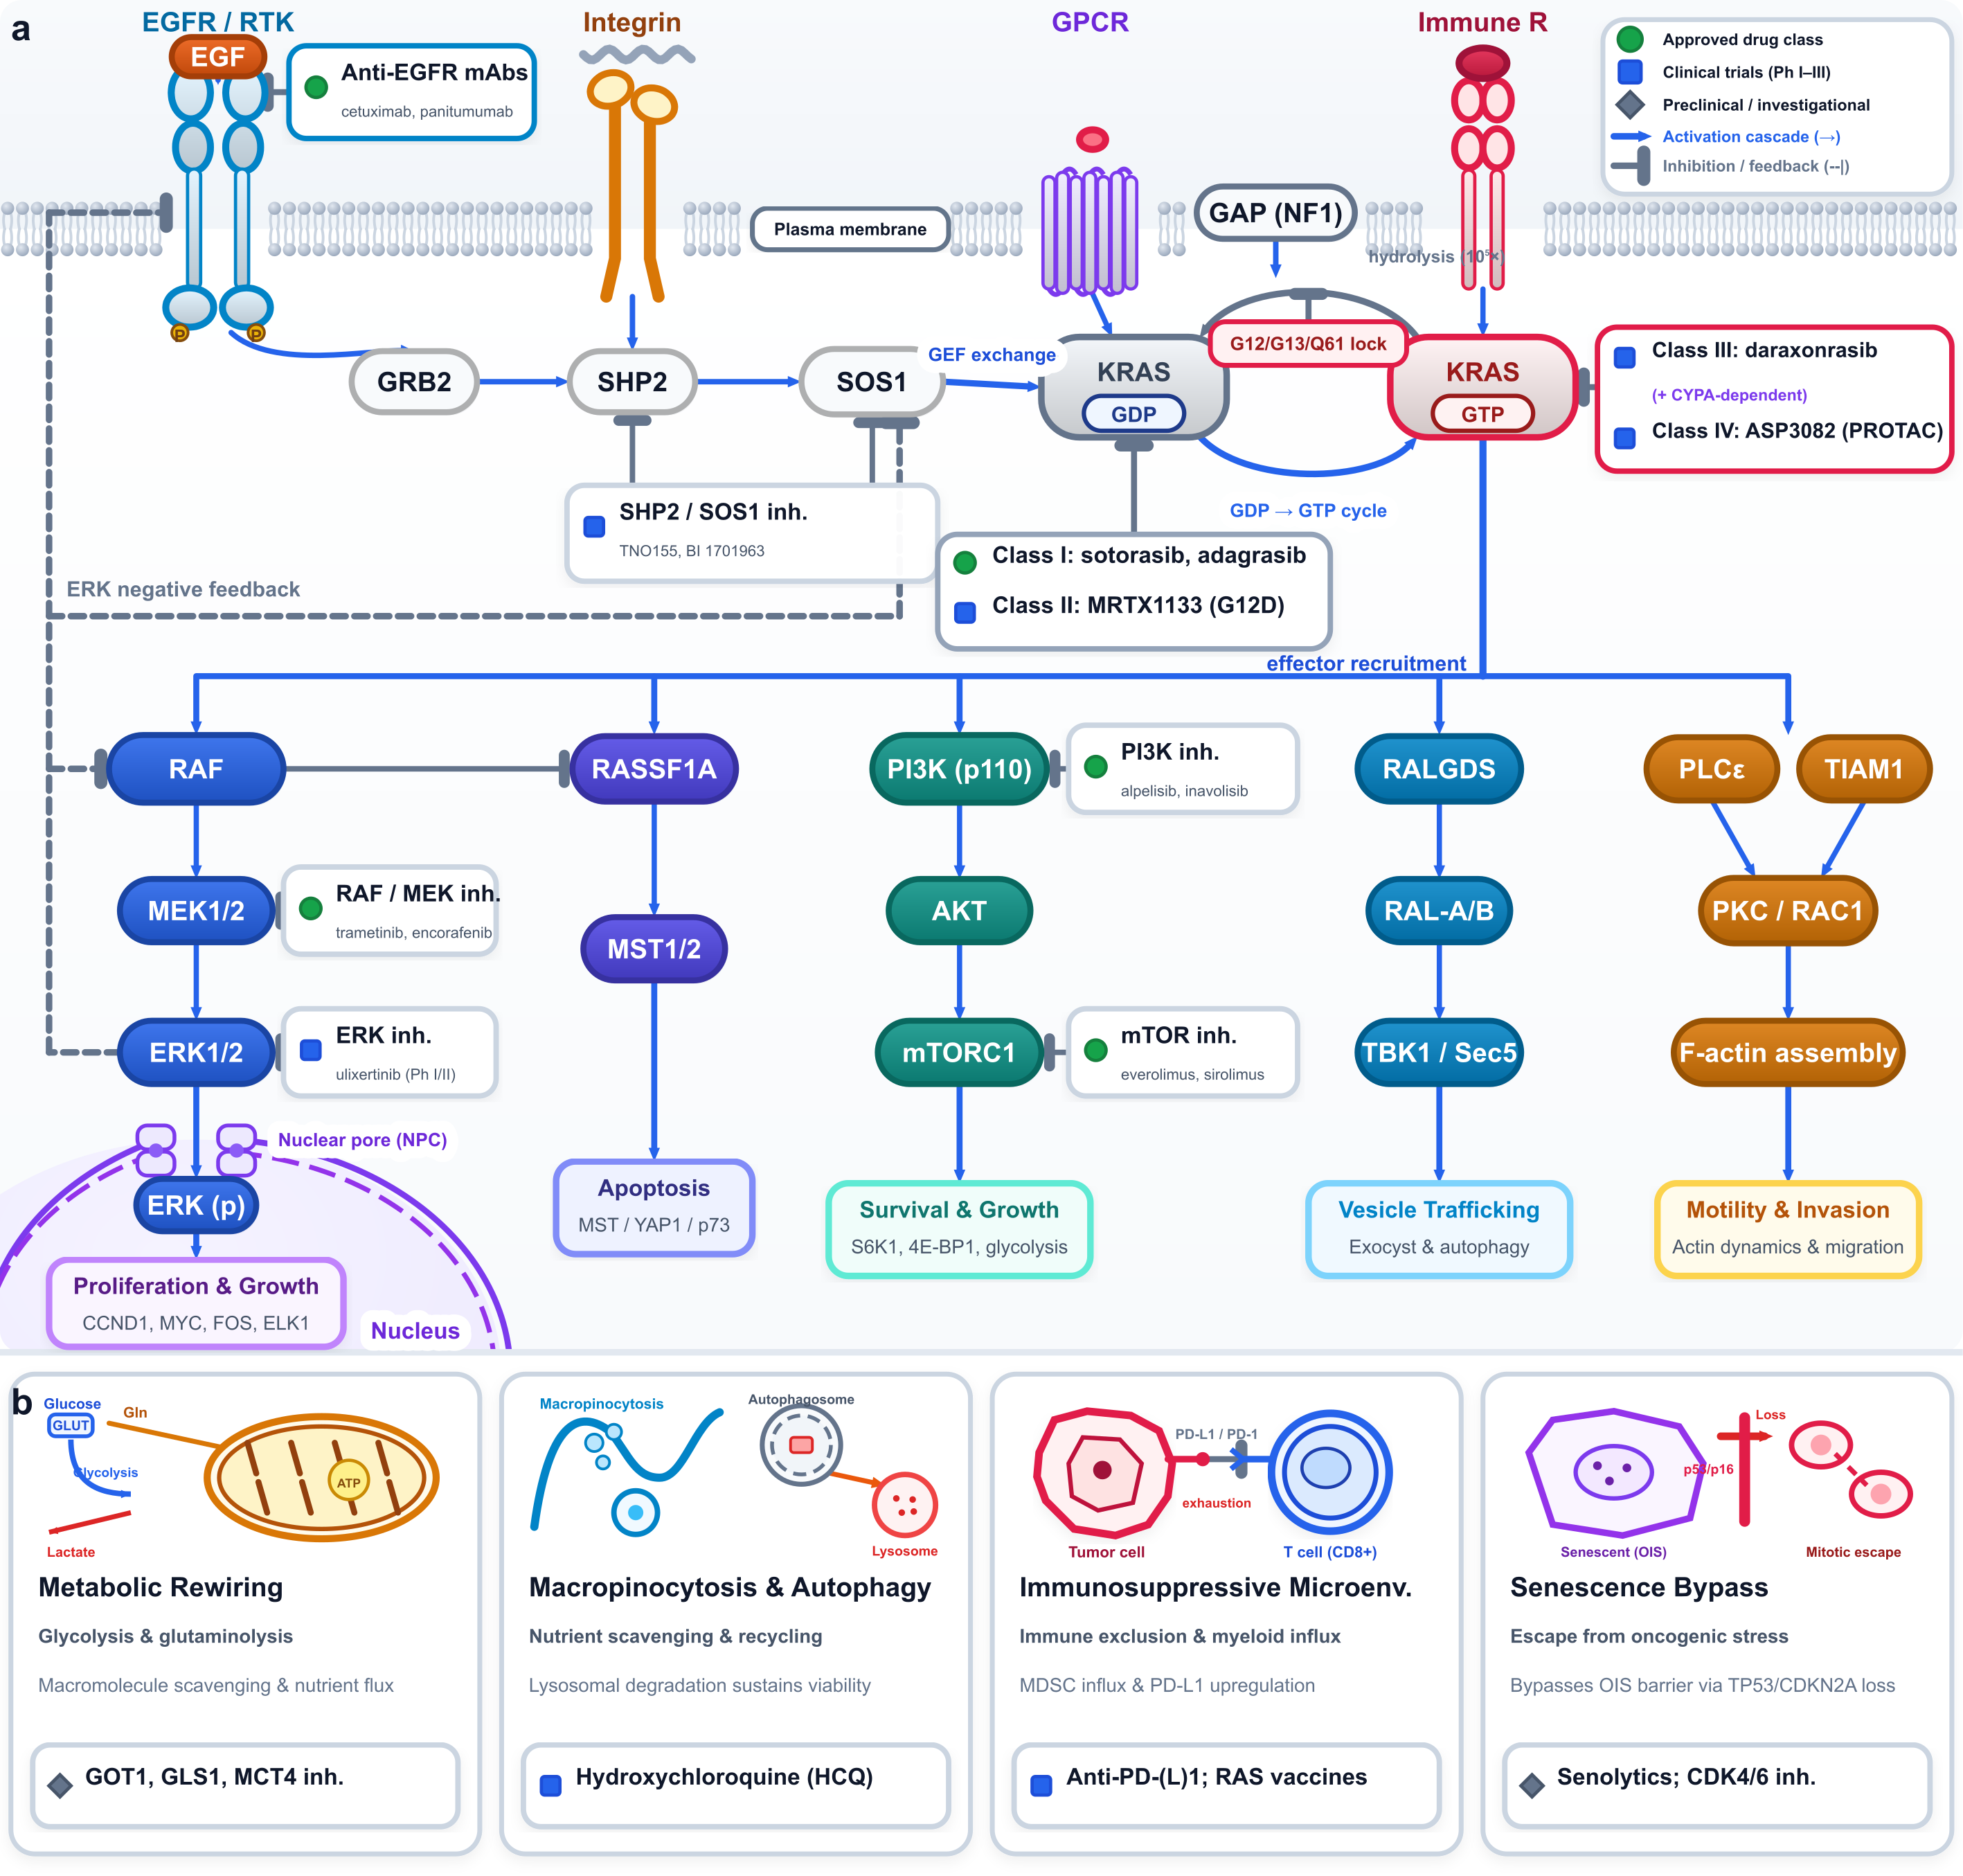 a
EGFR / RTK
Integrin
GPCR
Immune R
EGF
Anti-EGFR mAbs
cetuximab, panitumumab
Approved drug class
Clinical trials (Ph I–III)
Preclinical / investigational
Activation cascade (→)
Inhibition / feedback (--|)
Plasma membrane
GAP (NF1)
hydrolysis (10⁵×)
P
P
GRB2
SHP2
SOS1
GEF exchange
KRAS
GDP
G12/G13/Q61 lock
KRAS
GTP
Class III: daraxonrasib
(+ CYPA-dependent)
Class IV: ASP3082 (PROTAC)
SHP2 / SOS1 inh.
TNO155, BI 1701963
GDP → GTP cycle
Class I: sotorasib, adagrasib
Class II: MRTX1133 (G12D)
ERK negative feedback
effector recruitment
RAF
RASSF1A
PI3K (p110)
PI3K inh.
alpelisib, inavolisib
RALGDS
PLCε
TIAM1
MEK1/2
RAF / MEK inh.
trametinib, encorafenib
MST1/2
AKT
RAL-A/B
PKC / RAC1
ERK1/2
ERK inh.
ulixertinib (Ph I/II)
mTORC1
mTOR inh.
everolimus, sirolimus
TBK1 / Sec5
F-actin assembly
Nuclear pore (NPC)
ERK (p)
Apoptosis
MST / YAP1 / p73
Survival & Growth
S6K1, 4E-BP1, glycolysis
Vesicle Trafficking
Exocyst & autophagy
Motility & Invasion
Actin dynamics & migration
Proliferation & Growth
CCND1, MYC, FOS, ELK1
Nucleus
b
Glucose
GLUT
Gln
Glycolysis
ATP
Lactate
Metabolic Rewiring
Glycolysis & glutaminolysis
Macromolecule scavenging & nutrient flux
GOT1, GLS1, MCT4 inh.
Macropinocytosis
Autophagosome
Lysosome
Macropinocytosis & Autophagy
Nutrient scavenging & recycling
Lysosomal degradation sustains viability
Hydroxychloroquine (HCQ)
PD-L1 / PD-1
exhaustion
Tumor cell
T cell (CD8+)
Immunosuppressive Microenv.
Immune exclusion & myeloid influx
MDSC influx & PD-L1 upregulation
Anti-PD-(L)1; RAS vaccines
Loss
p53/p16
Senescent (OIS)
Mitotic escape
Senescence Bypass
Escape from oncogenic stress
Bypasses OIS barrier via TP53/CDKN2A loss
Senolytics; CDK4/6 inh.